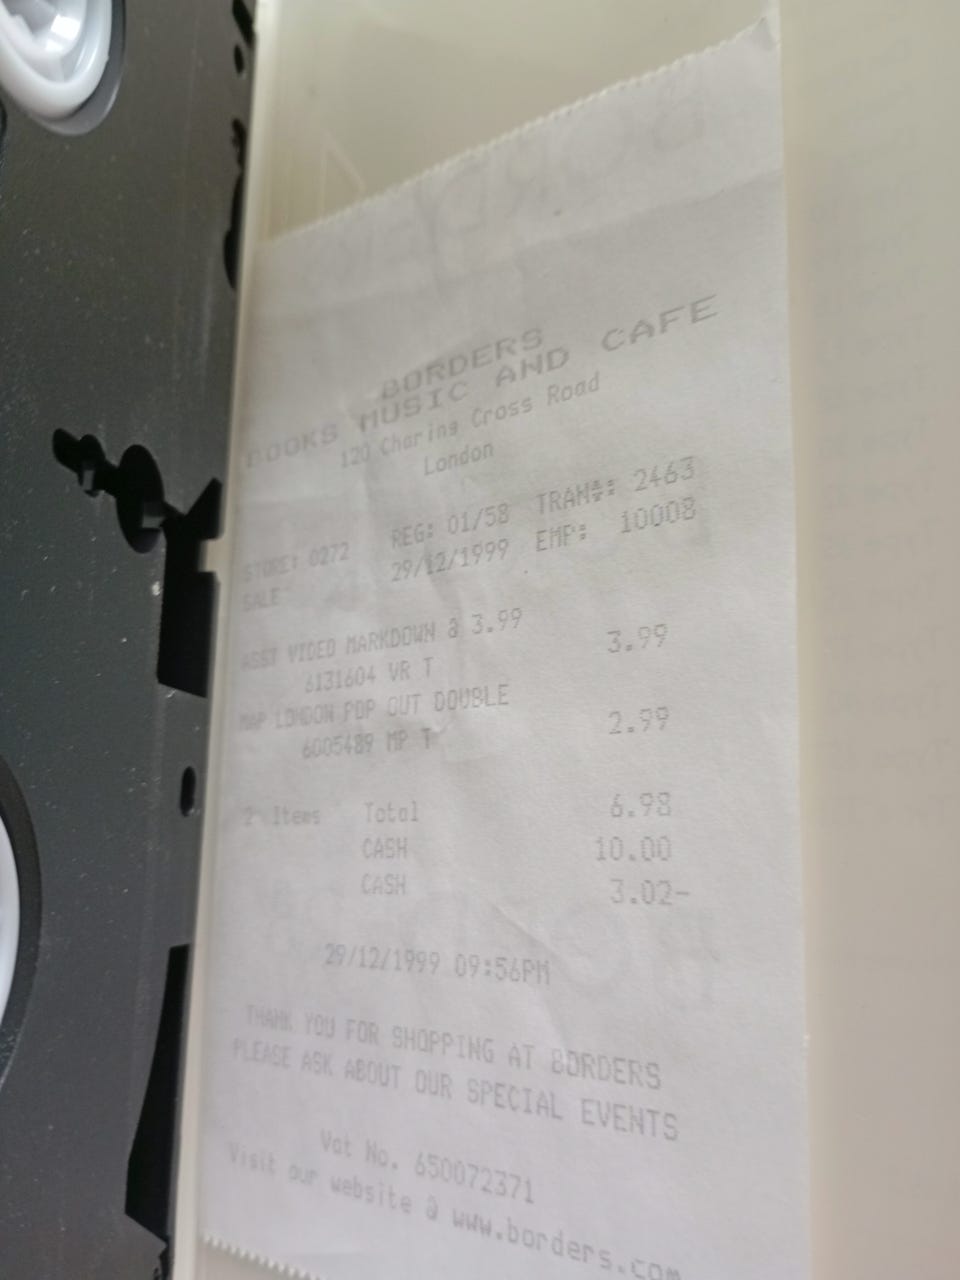 BORDERS
BOOKS MUSIC AND CAFE
120 Charing Cross Road
London
STORE: 0272 REG: 01/58 TRAN#: 2463
SALE 29/12/1999 EMP: 10008
ASST VIDEO MARKDOWN @ 3.99
6131604 VR T 3.99
MAP LONDON POP OUT DOUBLE
6005489 MP T 2.99
2 Items Total 6.98
CASH 10.00
CASH 3.02-
29/12/1999 09:56PM
THANK YOU FOR SHOPPING AT BORDERS
PLEASE ASK ABOUT OUR SPECIAL EVENTS
Vat No. 650072371
Visit our website @ www.borders.com